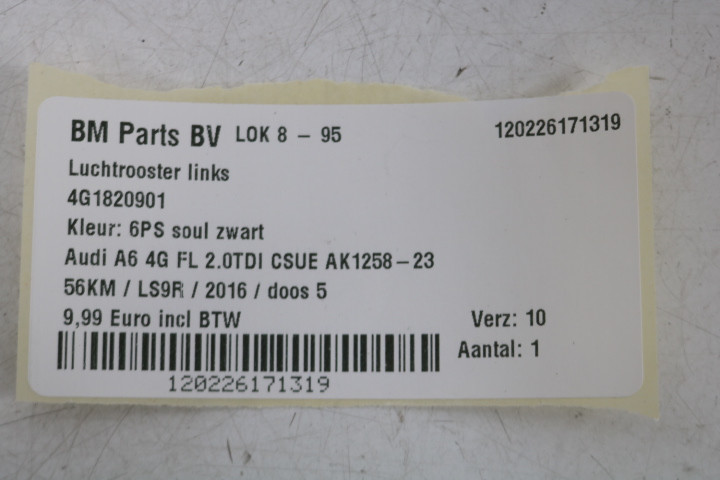 BM Parts BV LOK 8 - 95 120226171319
Luchtrooster links
4G1820901
Kleur: 6PS soul zwart
Audi A6 4G FL 2.0TDI CSUE AK1258-23
56KM / LS9R / 2016 / doos 5
9,99 Euro incl BTW Verz: 10
Aantal: 1
120226171319